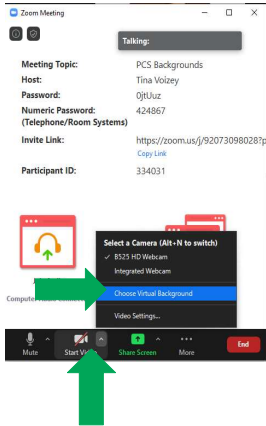 Zoom Meeting
Talking:
Meeting Topic: PCS Backgrounds
Host: Tina Voizey
Password: 0jtUuz
Numeric Password: 424867
(Telephone/Room Systems)
Invite Link: https://zoom.us/j/92073098028?p
Copy Link
Participant ID: 334031
Select a Camera (Alt+N to switch)
✓ B525 HD Webcam
Integrated Webcam
Choose Virtual Background
Video Settings...
Computer
Mute
Start Video
Share Screen
More
End